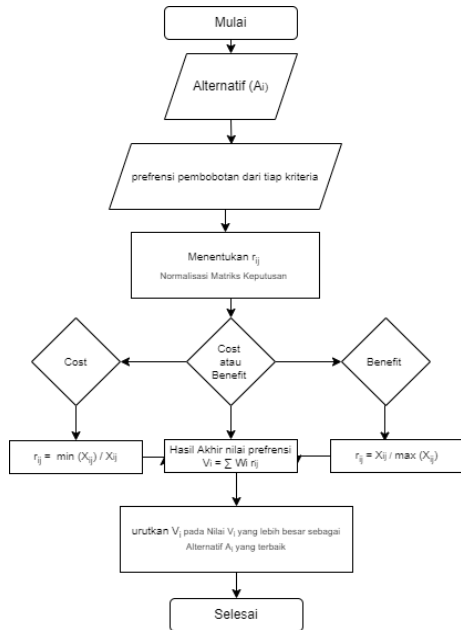 Mulai
Alternatif (Ai)
prefrensi pembobotan dari tiap kriteria
Menentukan rij
Normalisasi Matriks Keputusan
Cost
Cost
atau
Benefit
Benefit
rij = min (Xij) / Xij
Hasil Akhir nilai prefrensi
Vi = ∑ Wi rij
rij = Xij / max (Xij)
urutkan Vi pada Nilai Vi yang lebih besar sebagai
Alternatif Ai yang terbaik
Selesai